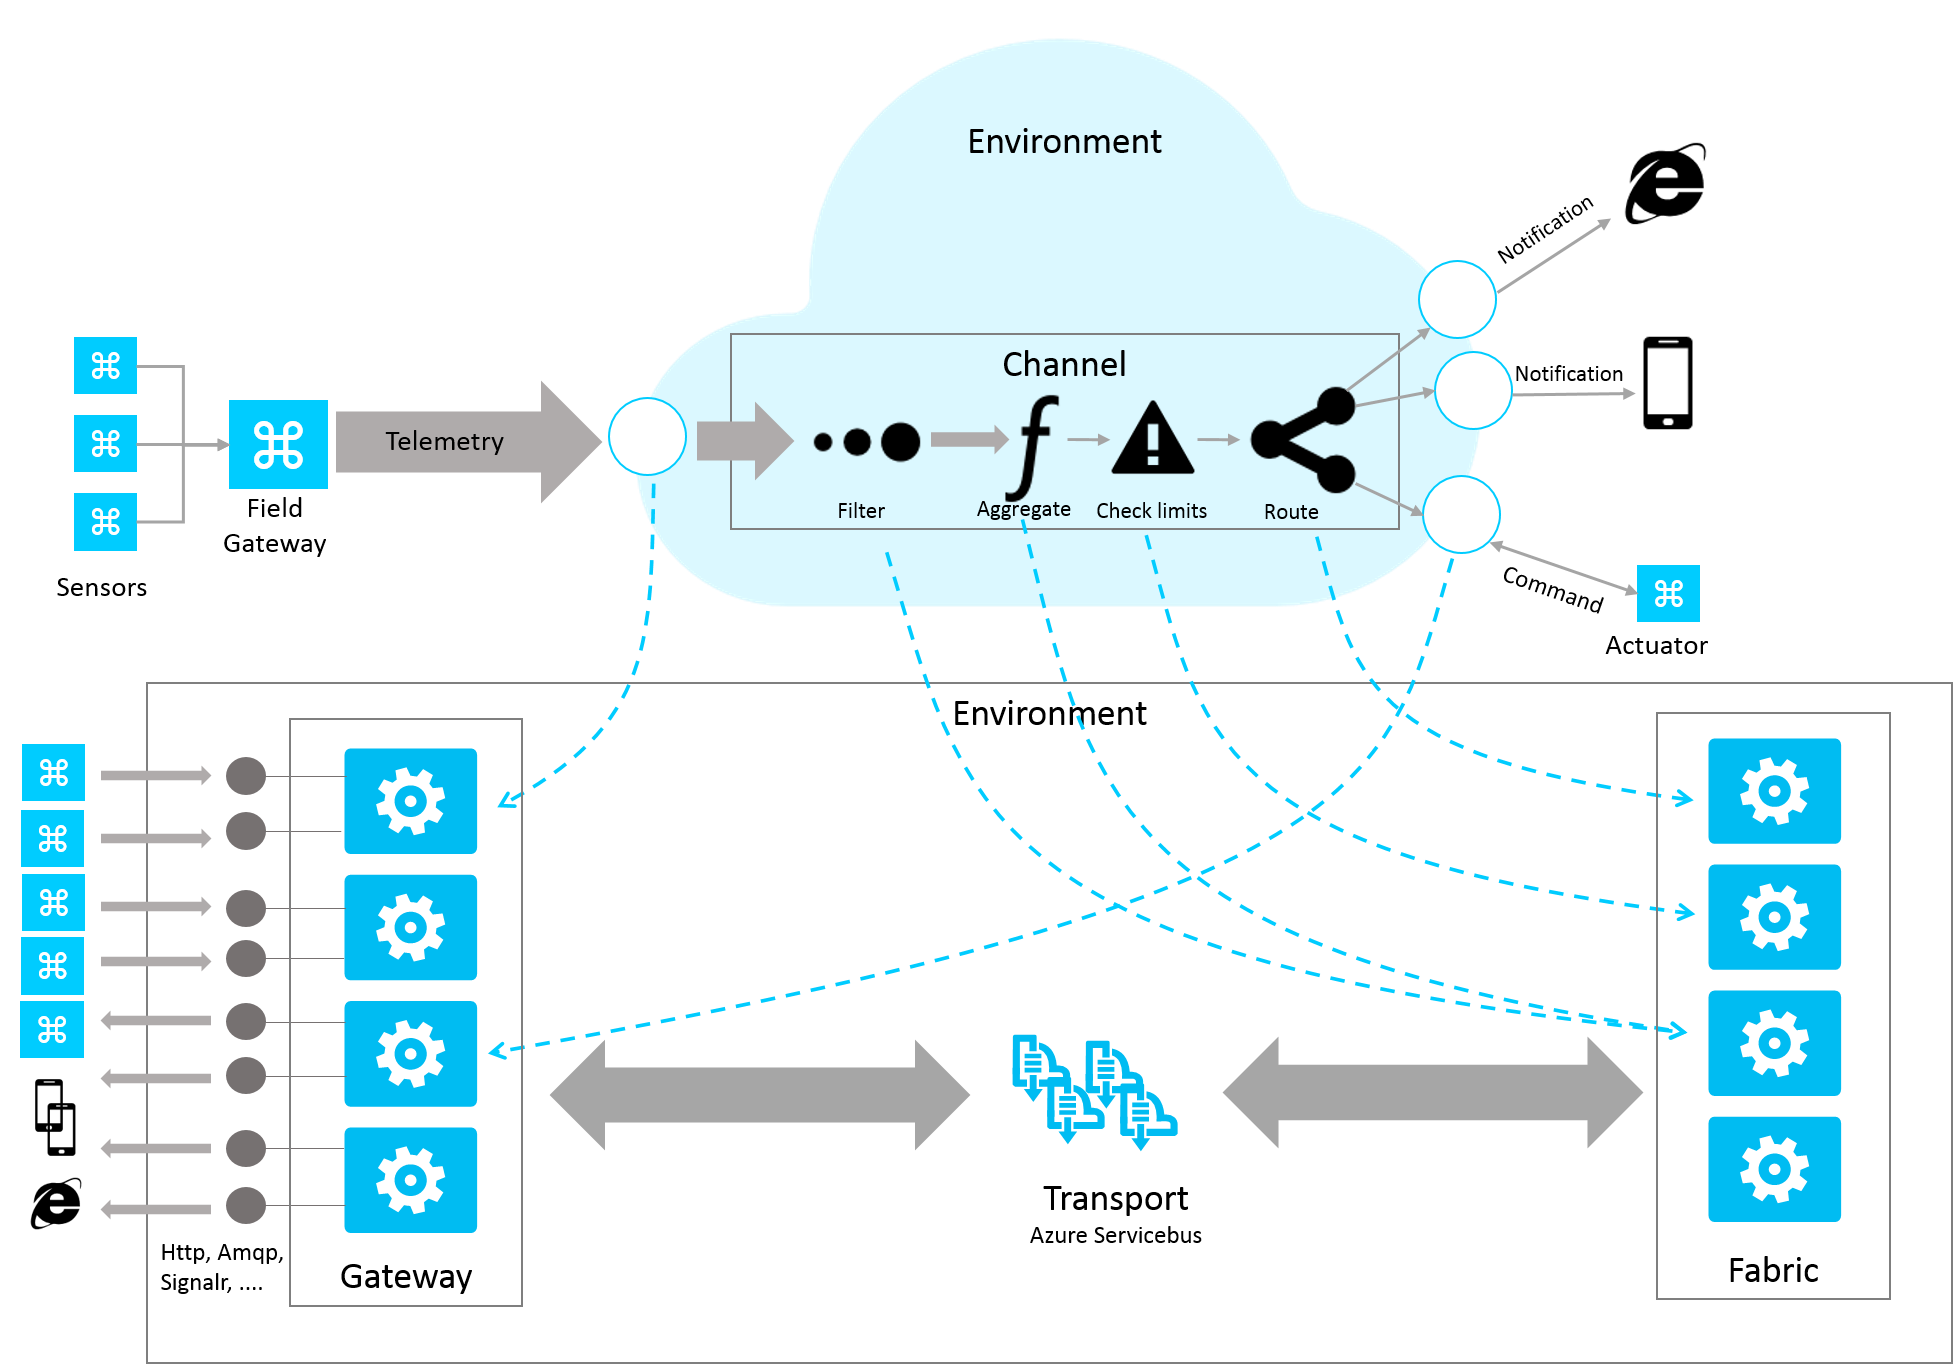 Environment
Notification
Channel
Notification
Telemetry
Field
Gateway
Filter
Aggregate
Check limits
Route
Sensors
Command
Actuator
Environment
Transport
Azure Servicebus
Http, Amqp,
Signalr, ....
Gateway
Fabric